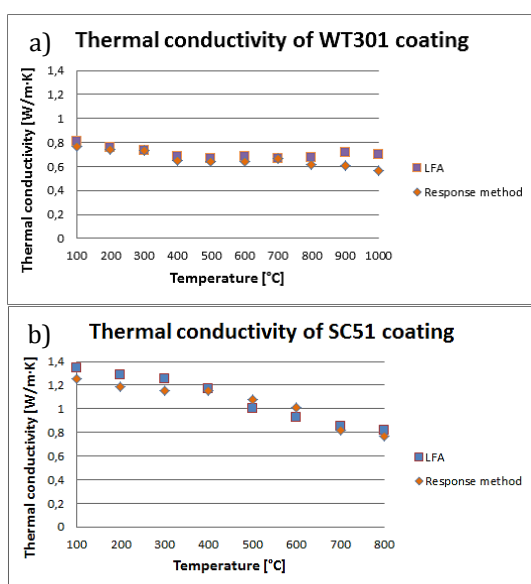 a) Thermal conductivity of WT301 coating
Thermal conductivity [W/m·K]
1,4
1,2
1
0,8
0,6
0,4
0,2
0
100 200 300 400 500 600 700 800 900 1000
Temperature [°C]
LFA
Response method
b) Thermal conductivity of SC51 coating
Thermal conductivity [W/m·K]
1,4
1,2
1
0,8
0,6
0,4
0,2
0
100 200 300 400 500 600 700 800
Temperature [°C]
LFA
Response method